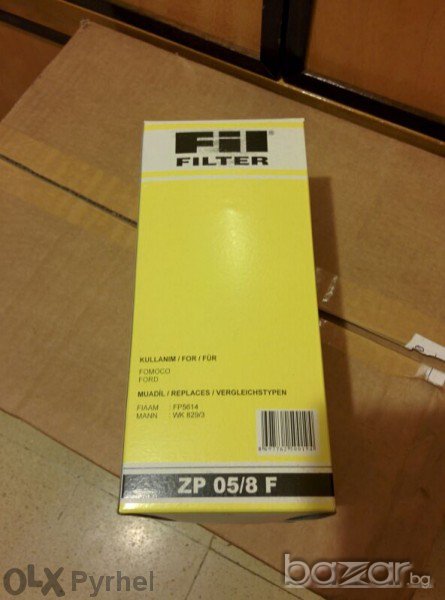 Fil
FILTER
KULLANIM / FOR / FÜR
FOMOCO
FORD
MUADİL / REPLACES / VERGLEICHSTYPEN
FIAAM : FP5614
MANN WK 829/3
ZP 05/8 F
OLX Pyrhel
bazar.bg